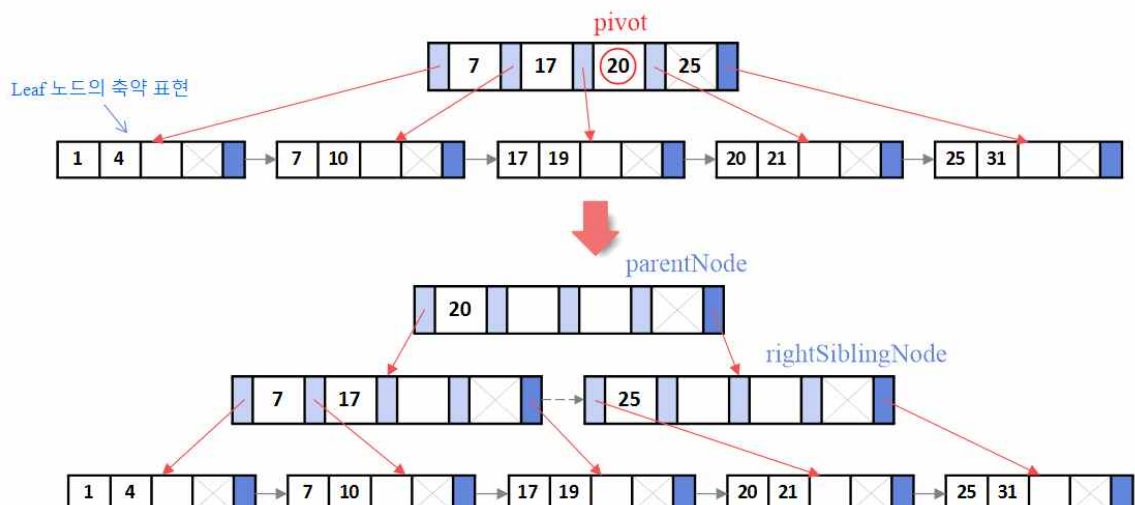 pivot
7 17 20 25
Leaf 노드의 축약 표현
1 4 7 10 17 19 20 21 25 31
parentNode
20
rightSiblingNode
7 17 25
1 4 7 10 17 19 20 21 25 31